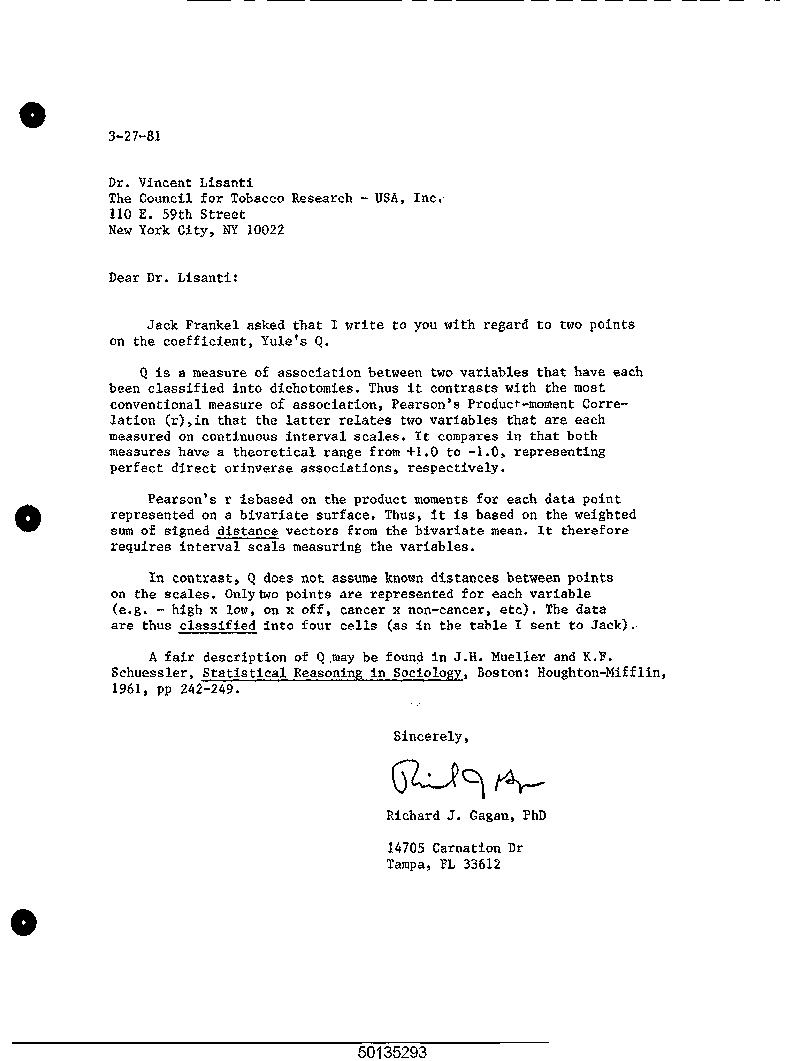 3-27-81
Dr. Vincent Lisanti
The Council for Tobacco Research - USA, Inc.
110 E. 59th Street
New York City, NY 10022
Dear Dr. Lisanti:
Jack Frankel asked that I write to you with regard to two points
on the coefficient, Yule's Q.
Q is a measure of association between two variables that have each
been classified into dichotomies. Thus it contrasts with the most
conventional measure of association, Pearson's Product-moment Corre-
lation (r),in that the latter relates two variables that are each
measured on continuous interval scales. It compares in that both
measures have a theoretical range from +1.0 to -1.0, representing
perfect direct orinverse associations, respectively.
Pearson's r isbased on the product moments for each data point
represented on a bivariate surface. Thus, it is based on the weighted
sum of signed distance vectors from the bivariate mean. It therefore
requires interval scals measuring the variables.
In contrast, Q does not assume known distances between points
on the scales. Only two points are represented for each variable
(e.g. - high x low, on x off, cancer x non-cancer, etc). The data
are thus classified into four cells (as in the table I sent to Jack).
A fair description of Q may be found in J.H. Mueller and K.F.
Schuessler, Statistical Reasoning in Sociology, Boston: Houghton-Mifflin,
1961, pp 242-249.
Sincerely,
Richard J. Gagan, PhD
14705 Carnation Dr
Tampa, FL 33612
50135293